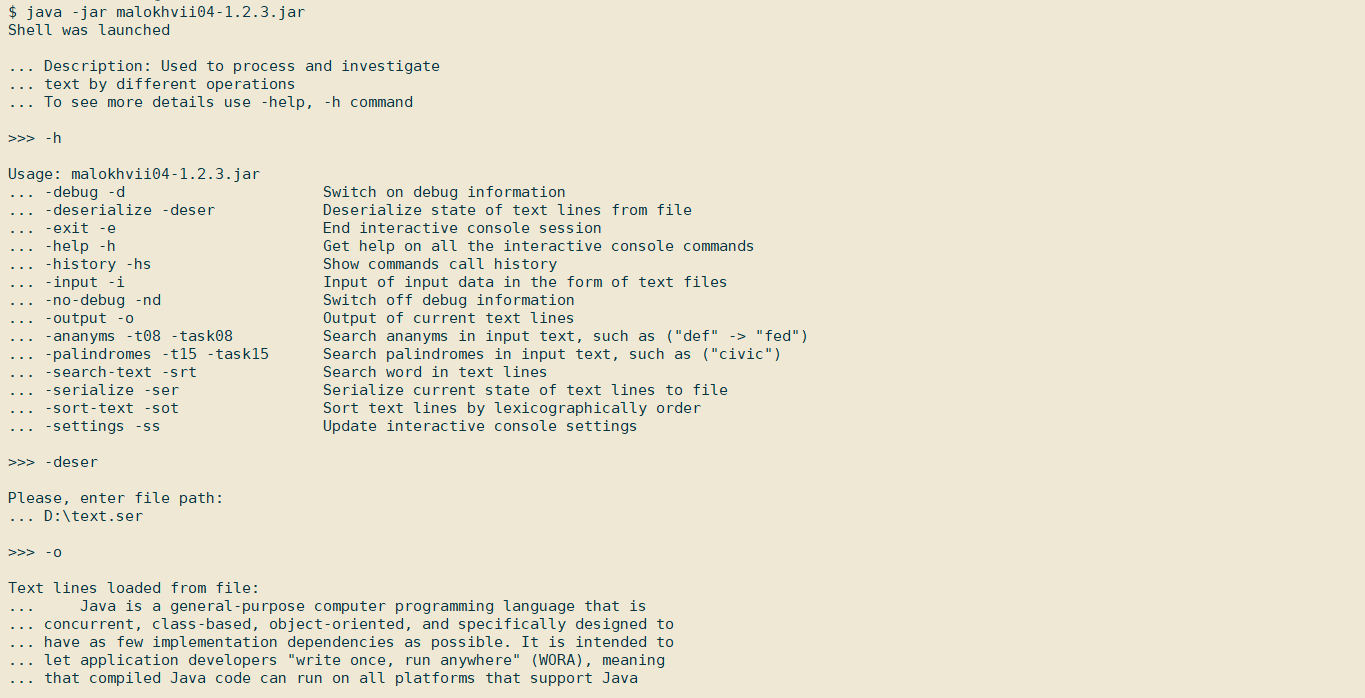 $ java -jar malokhvii04-1.2.3.jar
Shell was launched
... Description: Used to process and investigate
... text by different operations
... To see more details use -help, -h command
>>> -h
Usage: malokhvii04-1.2.3.jar
... -debug -d                      Switch on debug information
... -deserialize -deser            Deserialize state of text lines from file
... -exit -e                       End interactive console session
... -help -h                       Get help on all the interactive console commands
... -history -hs                   Show commands call history
... -input -i                      Input of input data in the form of text files
... -no-debug -nd                  Switch off debug information
... -output -o                     Output of current text lines
... -ananyms -t08 -task08          Search ananyms in input text, such as ("def" -> "fed")
... -palindromes -t15 -task15      Search palindromes in input text, such as ("civic")
... -search-text -srt              Search word in text lines
... -serialize -ser                Serialize current state of text lines to file
... -sort-text -sot                Sort text lines by lexicographically order
... -settings -ss                  Update interactive console settings
>>> -deser
Please, enter file path:
... D:\text.ser
>>> -o
Text lines loaded from file:
...     Java is a general-purpose computer programming language that is
... concurrent, class-based, object-oriented, and specifically designed to
... have as few implementation dependencies as possible. It is intended to
... let application developers "write once, run anywhere" (WORA), meaning
... that compiled Java code can run on all platforms that support Java